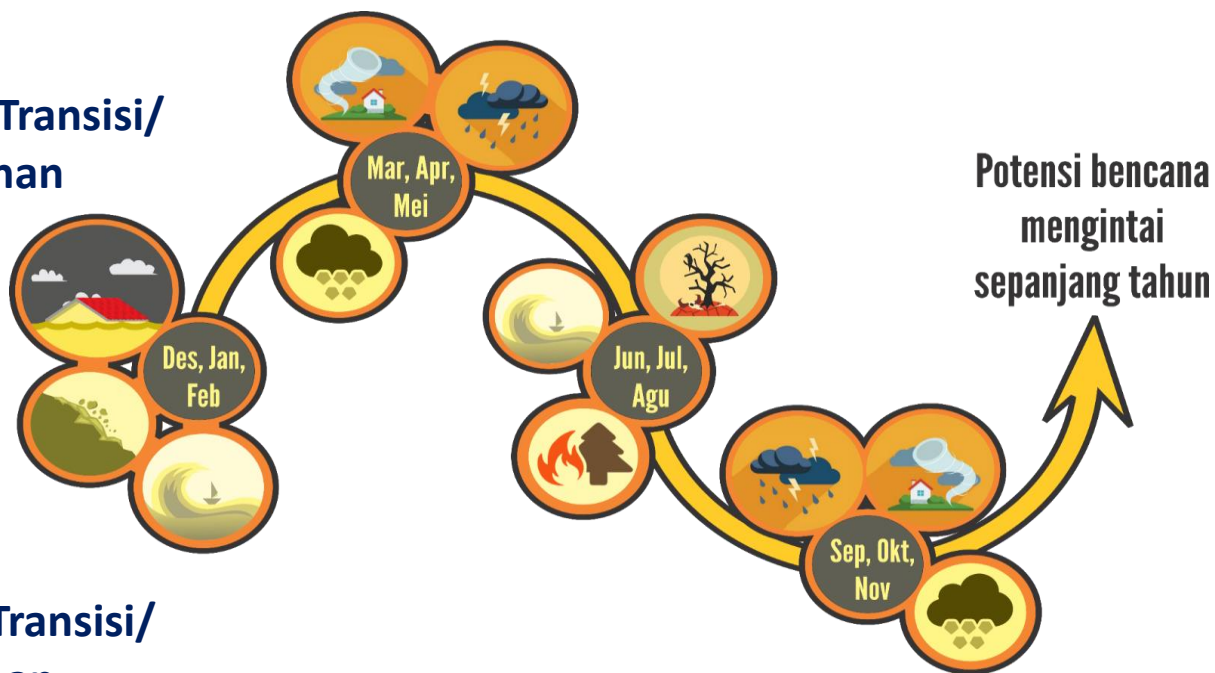 Transisi/
Mar, Apr,
Mei
Potensi bencana
mengintai
sepanjang tahun
Des, Jan,
Feb
Jun, Jul,
Agu
Sep, Okt,
Nov
Transisi/